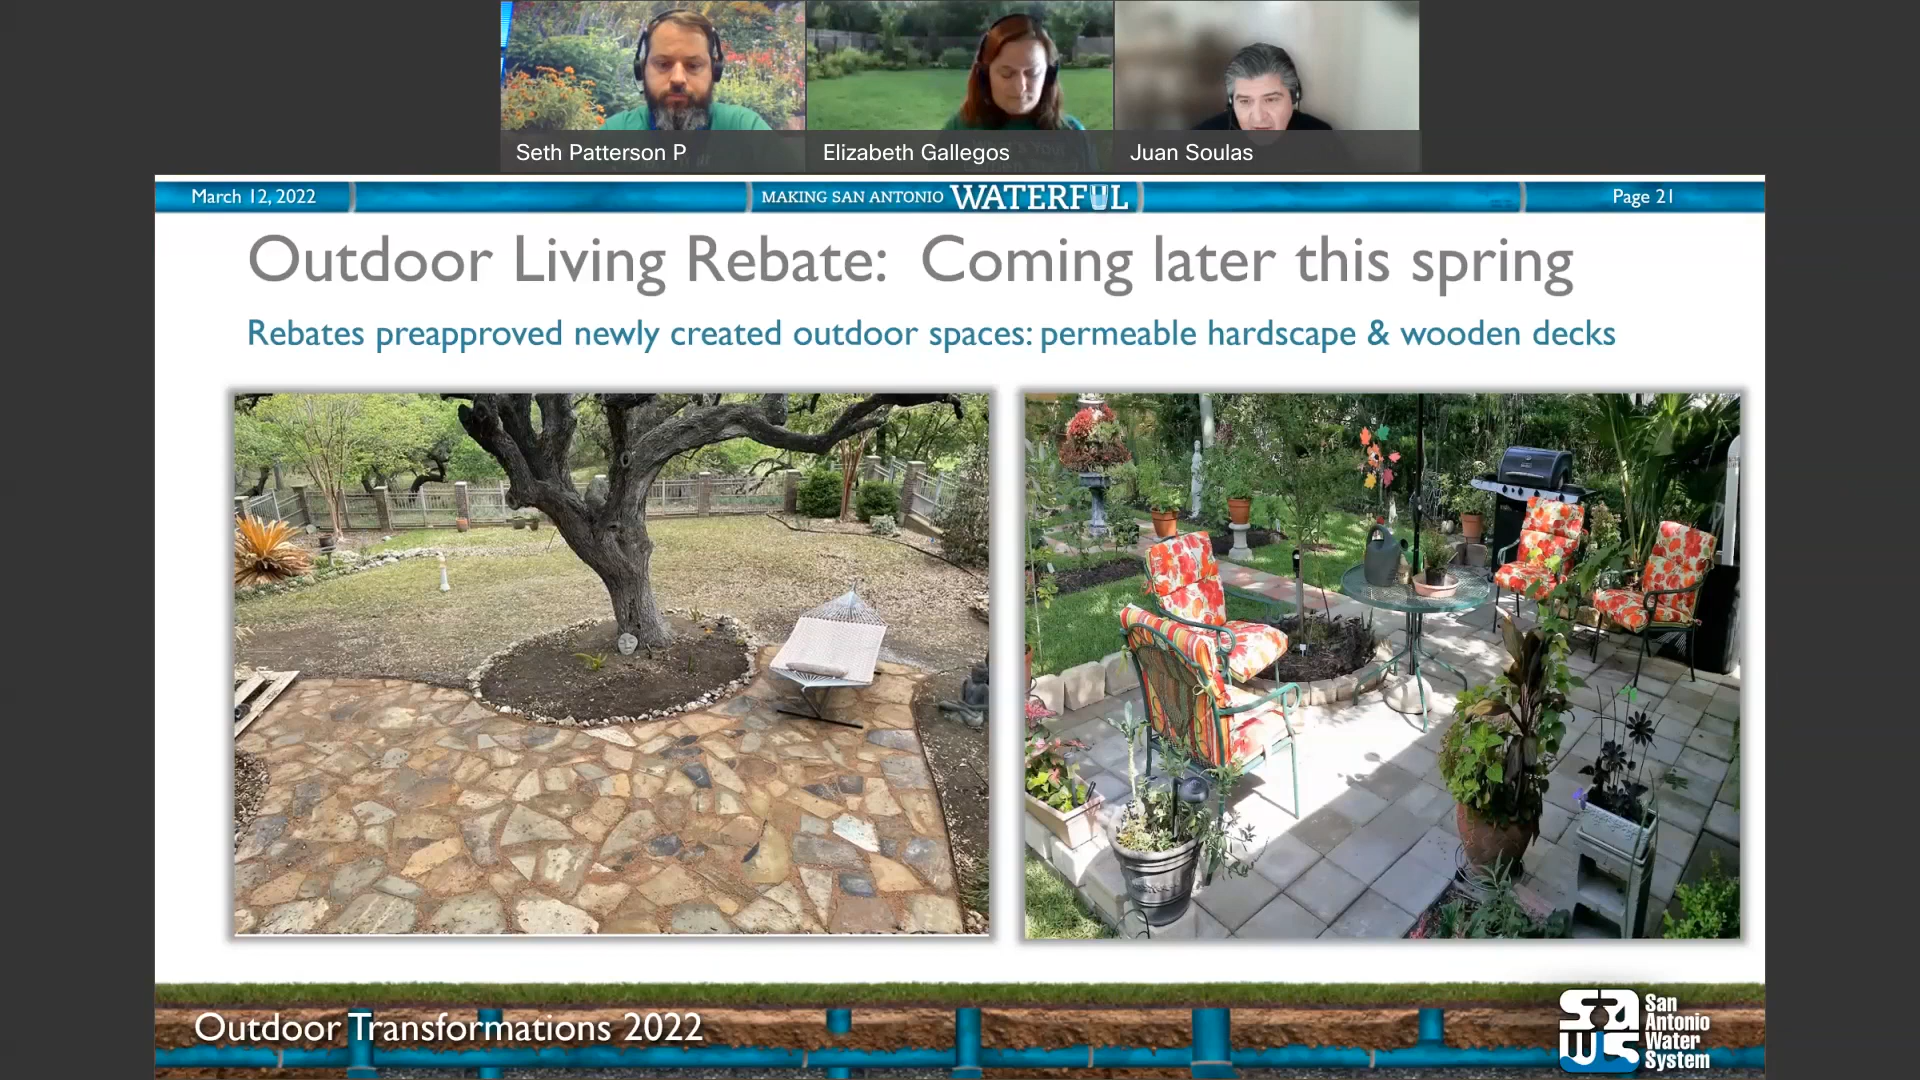 Seth Patterson P
Elizabeth Gallegos
Juan Soulas
March 12, 2022
MAKING SAN ANTONIO WATERFUL
Page 21
Outdoor Living Rebate: Coming later this spring
Rebates preapproved newly created outdoor spaces: permeable hardscape & wooden decks
Outdoor Transformations 2022
SAWS
San
Antonio
Water
System